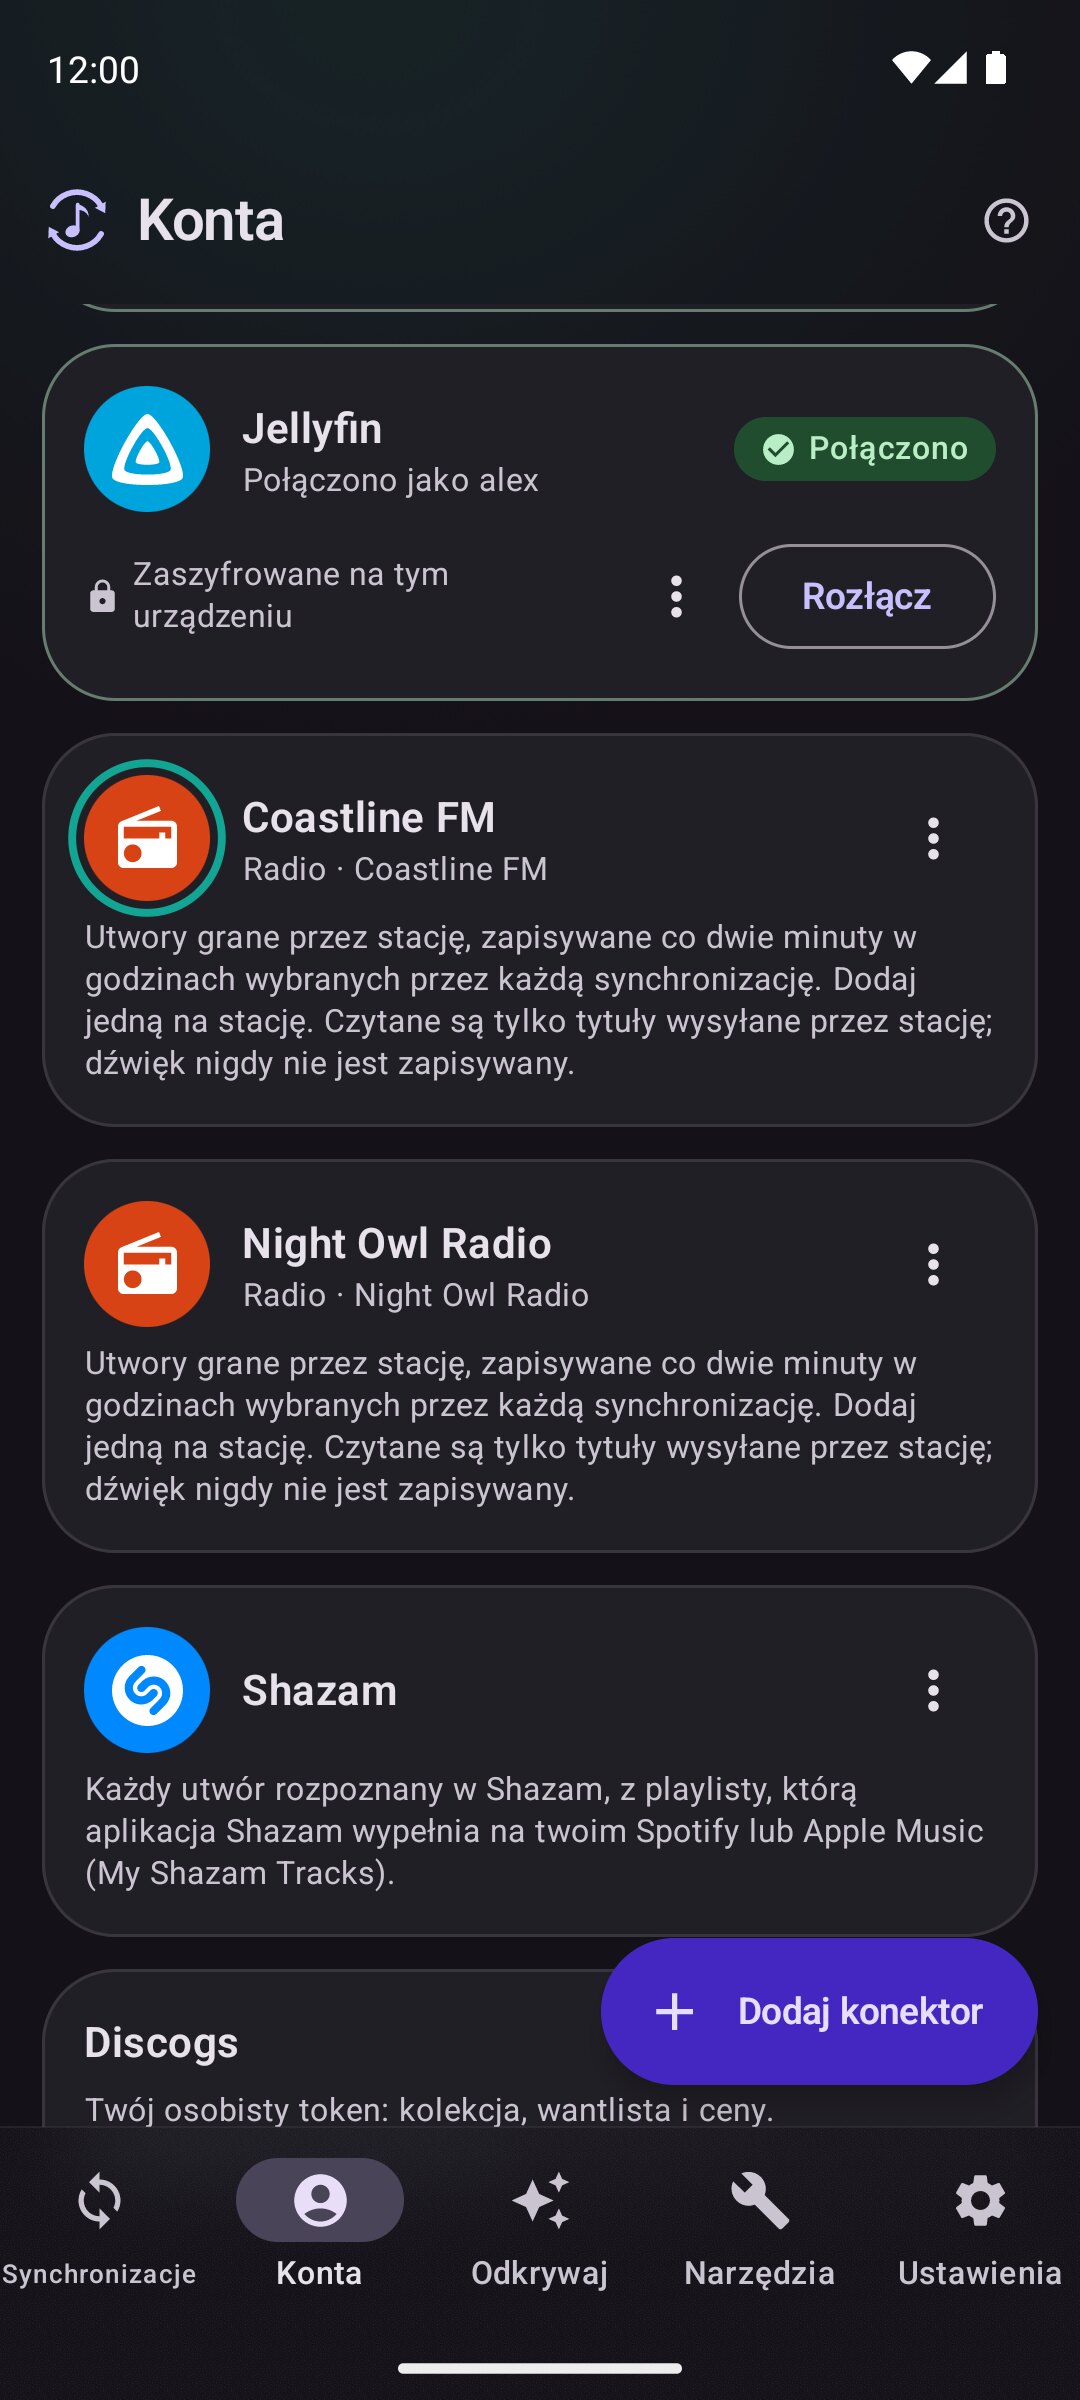 12:00
Konta
Jellyfin
Połączono jako alex
Połączono
Zaszyfrowane na tym
urządzeniu
Rozłącz
Coastline FM
Radio · Coastline FM
Utwory grane przez stację, zapisywane co dwie minuty w
godzinach wybranych przez każdą synchronizację. Dodaj
jedną na stację. Czytane są tylko tytuły wysyłane przez stację;
dźwięk nigdy nie jest zapisywany.
Night Owl Radio
Radio · Night Owl Radio
Utwory grane przez stację, zapisywane co dwie minuty w
godzinach wybranych przez każdą synchronizację. Dodaj
jedną na stację. Czytane są tylko tytuły wysyłane przez stację;
dźwięk nigdy nie jest zapisywany.
Shazam
Każdy utwór rozpoznany w Shazam, z playlisty, którą
aplikacja Shazam wypełnia na twoim Spotify lub Apple Music
(My Shazam Tracks).
Dodaj konektor
Discogs
Twój osobisty token: kolekcja, wantlista i ceny.
Synchronizacje
Konta
Odkrywaj
Narzędzia
Ustawienia